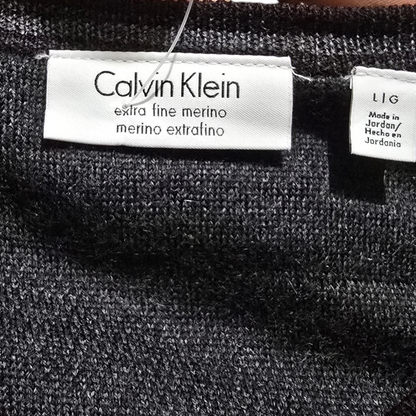 Calvin Klein
extra fine merino
merino extrafino
L|G
Made in
Jordan/
Hecho en
Jordania